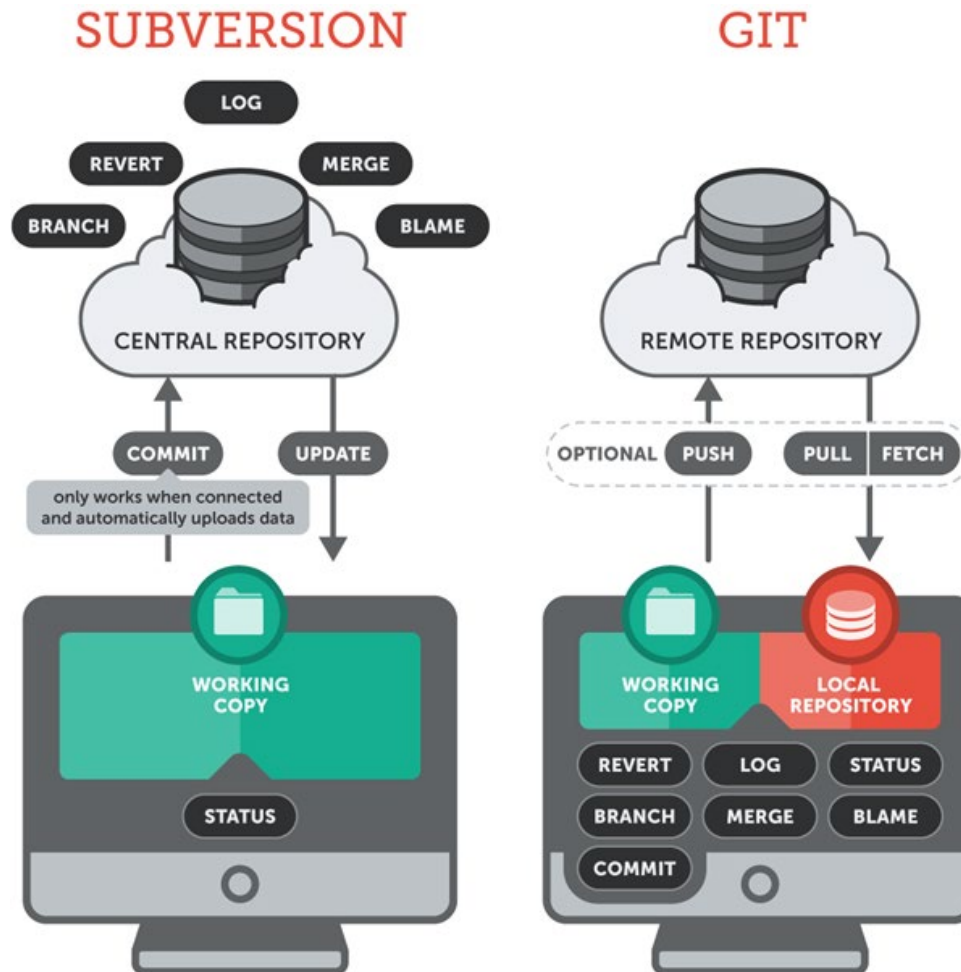 SUBVERSION
LOG
REVERT
MERGE
BRANCH
BLAME
CENTRAL REPOSITORY
COMMIT
UPDATE
only works when connected
and automatically uploads data
WORKING
COPY
STATUS
GIT
REMOTE REPOSITORY
OPTIONAL PUSH
PULL FETCH
WORKING
COPY
LOCAL
REPOSITORY
REVERT
LOG
STATUS
BRANCH
MERGE
BLAME
COMMIT